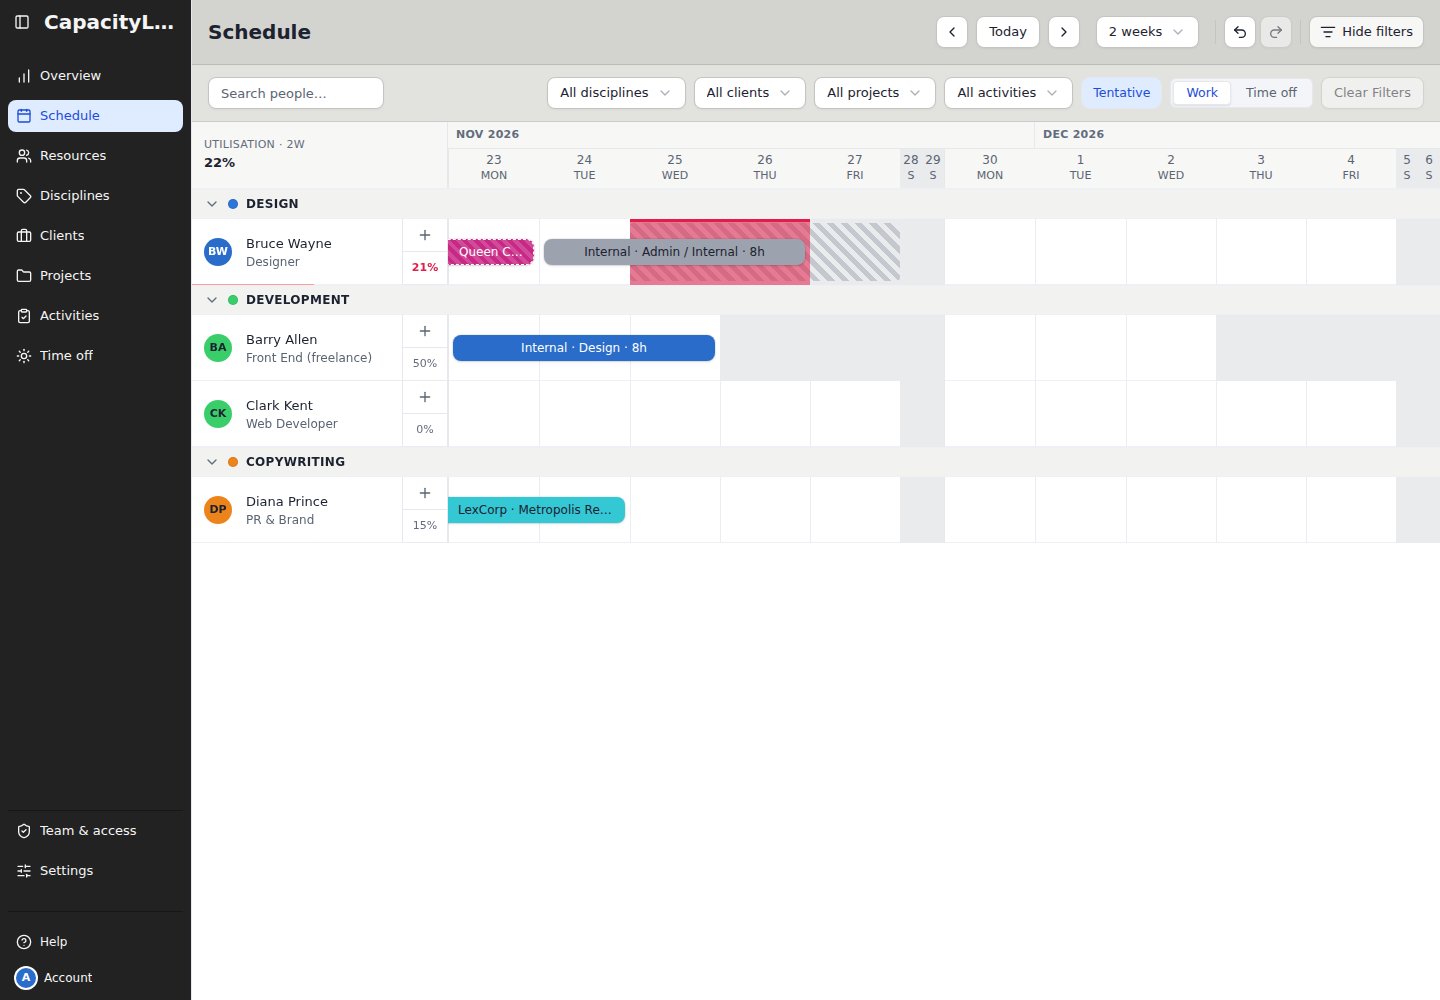 CapacityL...
Overview
Schedule
Resources
Disciplines
Clients
Projects
Activities
Time off
Team & access
Settings
Help
A Account
Schedule
Today
2 weeks
Hide filters
Search people...
All disciplines
All clients
All projects
All activities
Tentative
Work
Time off
Clear Filters
UTILISATION · 2W
22%
NOV 2026
DEC 2026
23 24 25 26 27 28 29 30 1 2 3 4 5 6
MON TUE WED THU FRI S S MON TUE WED THU FRI S S
DESIGN
BW
Bruce Wayne
Designer
21%
Queen C...
Internal · Admin / Internal · 8h
DEVELOPMENT
BA
Barry Allen
Front End (freelance)
50%
Internal · Design · 8h
CK
Clark Kent
Web Developer
0%
COPYWRITING
DP
Diana Prince
PR & Brand
15%
LexCorp · Metropolis Re...